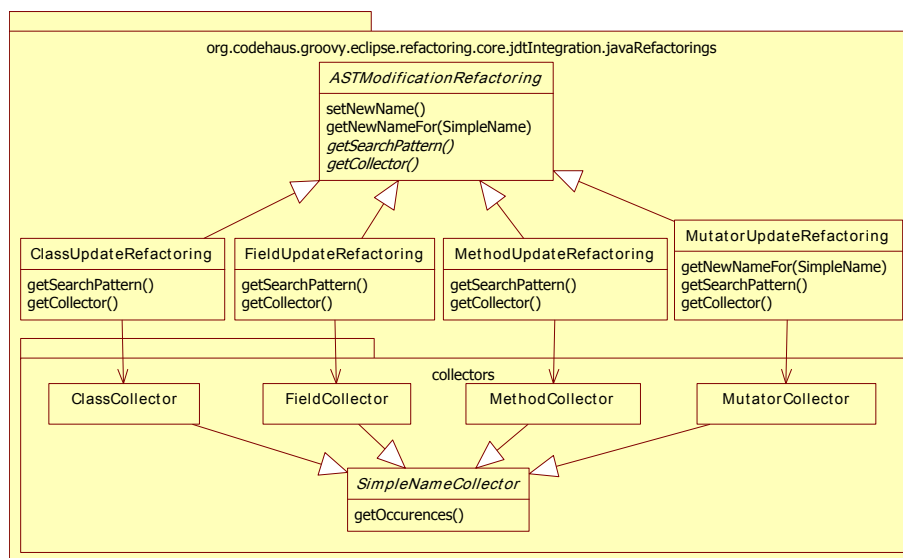 org.codehaus.groovy.eclipse.refactoring.core.jdtIntegration.javaRefactorings
ASTModificationRefactoring
setNewName()
getNewNameFor(SimpleName)
getSearchPattern()
getCollector()
ClassUpdateRefactoring
getSearchPattern()
getCollector()
FieldUpdateRefactoring
getSearchPattern()
getCollector()
MethodUpdateRefactoring
getSearchPattern()
getCollector()
MutatorUpdateRefactoring
getNewNameFor(SimpleName)
getSearchPattern()
getCollector()
collectors
ClassCollector
FieldCollector
MethodCollector
MutatorCollector
SimpleNameCollector
getOccurences()